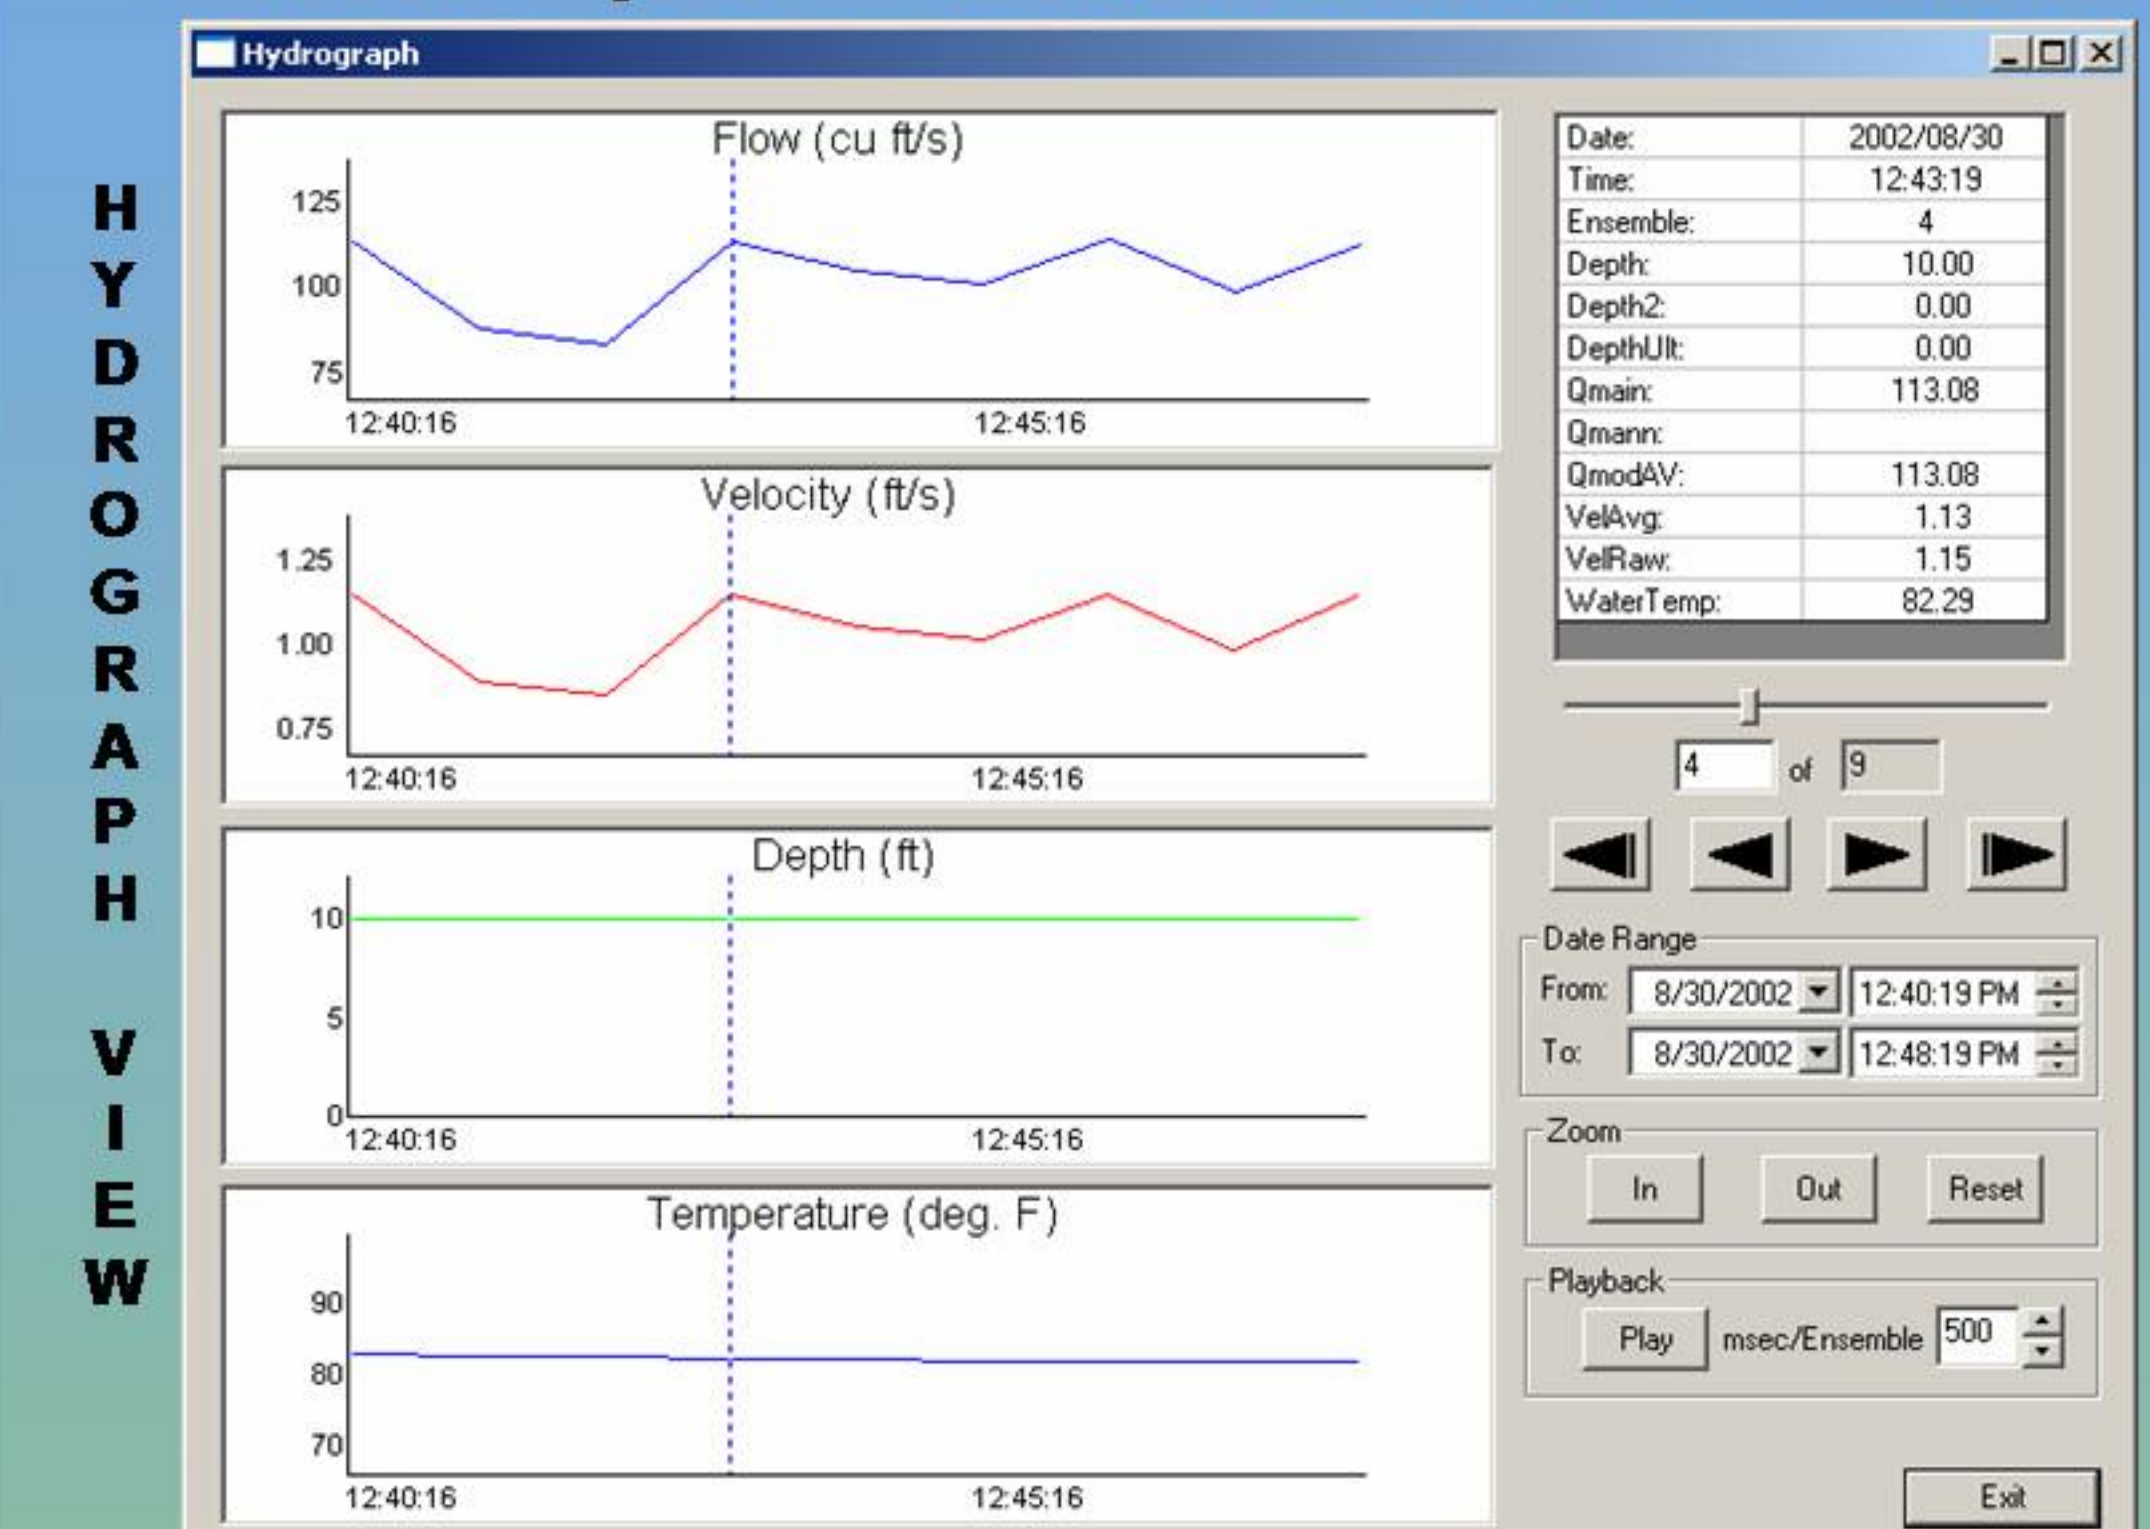 HYDROGRAPH VIEW
Hydrograph
Flow (cu ft/s)
125
100
75
12:40:16 12:45:16
Velocity (ft/s)
1.25
1.00
0.75
12:40:16 12:45:16
Depth (ft)
10
5
0
12:40:16 12:45:16
Temperature (deg. F)
90
80
70
12:40:16 12:45:16
Date: 2002/08/30
Time: 12:43:19
Ensemble: 4
Depth: 10.00
Depth2: 0.00
DepthUlt: 0.00
Qmain: 113.08
Qmann:
QmodAV: 113.08
VelAvg: 1.13
VelRaw: 1.15
WaterTemp: 82.29
4 of 9
Date Range
From: 8/30/2002 12:40:19 PM
To: 8/30/2002 12:48:19 PM
Zoom
In Out Reset
Playback
Play msec/Ensemble 500
Exit